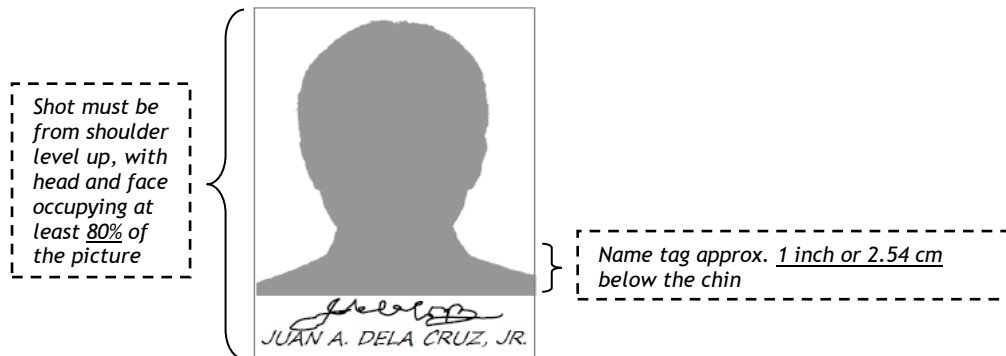 Shot must be
from shoulder
level up, with
head and face
occupying at
least 80% of
the picture
Name tag approx. 1 inch or 2.54 cm
below the chin
JUAN A. DELA CRUZ, JR.